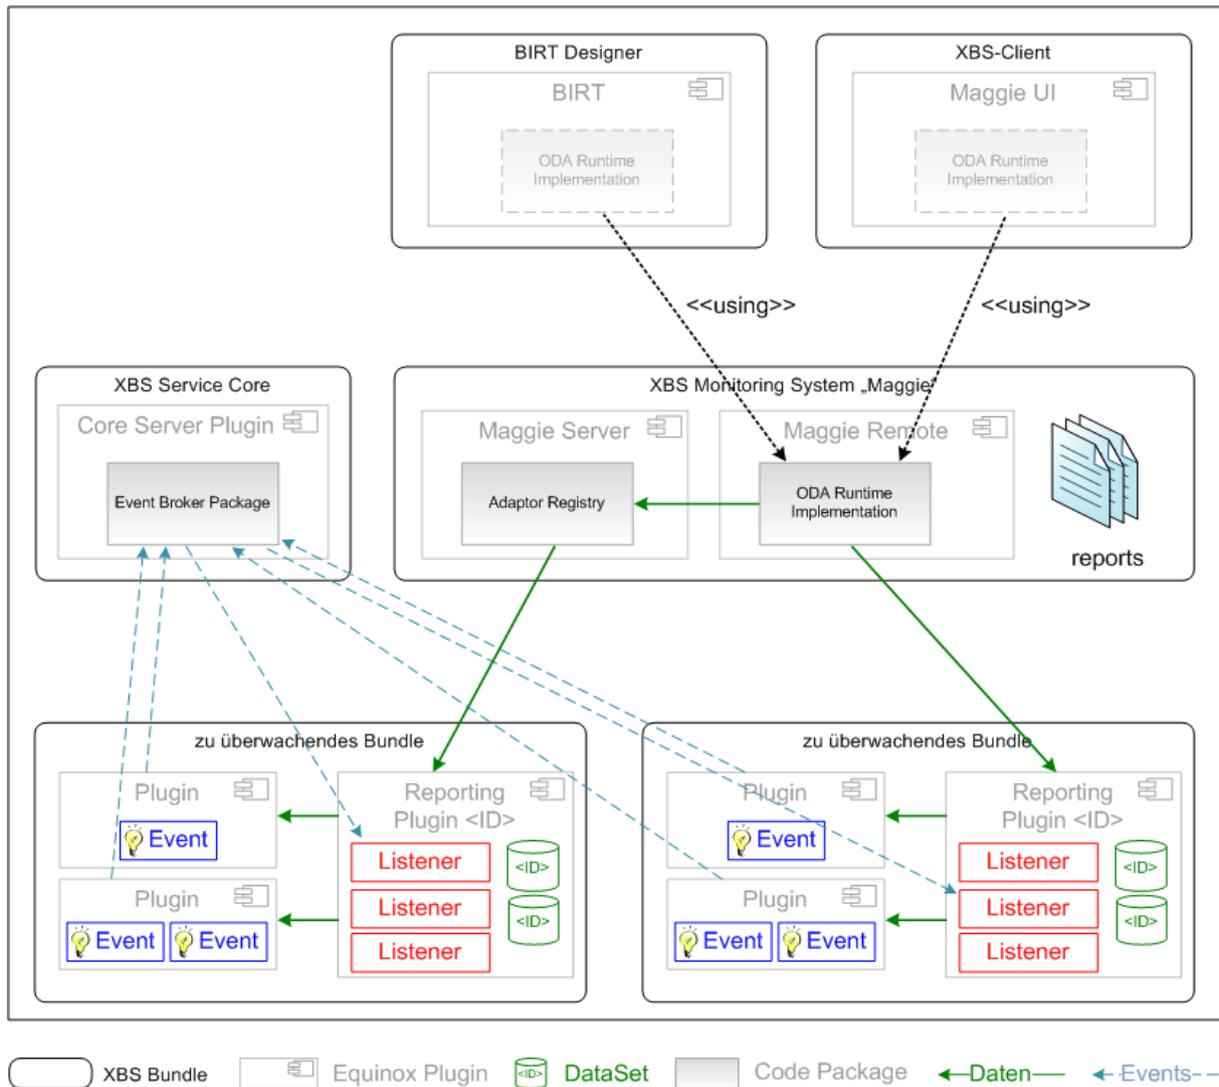 BIRT Designer
BIRT
ODA Runtime
Implementation
XBS-Client
Maggie UI
ODA Runtime
Implementation
<<using>>
<<using>>
XBS Service Core
Core Server Plugin
Event Broker Package
XBS Monitoring System „Maggie“
Maggie Server
Adaptor Registry
Maggie Remote
ODA Runtime
Implementation
reports
zu überwachendes Bundle
Plugin
Event
Plugin
Event
Event
Reporting
Plugin <ID>
Listener
Listener
Listener
<ID>
<ID>
zu überwachendes Bundle
Plugin
Event
Plugin
Event
Event
Reporting
Plugin <ID>
Listener
Listener
Listener
<ID>
<ID>
XBS Bundle
Equinox Plugin
<ID>
DataSet
Code Package
Daten
Events